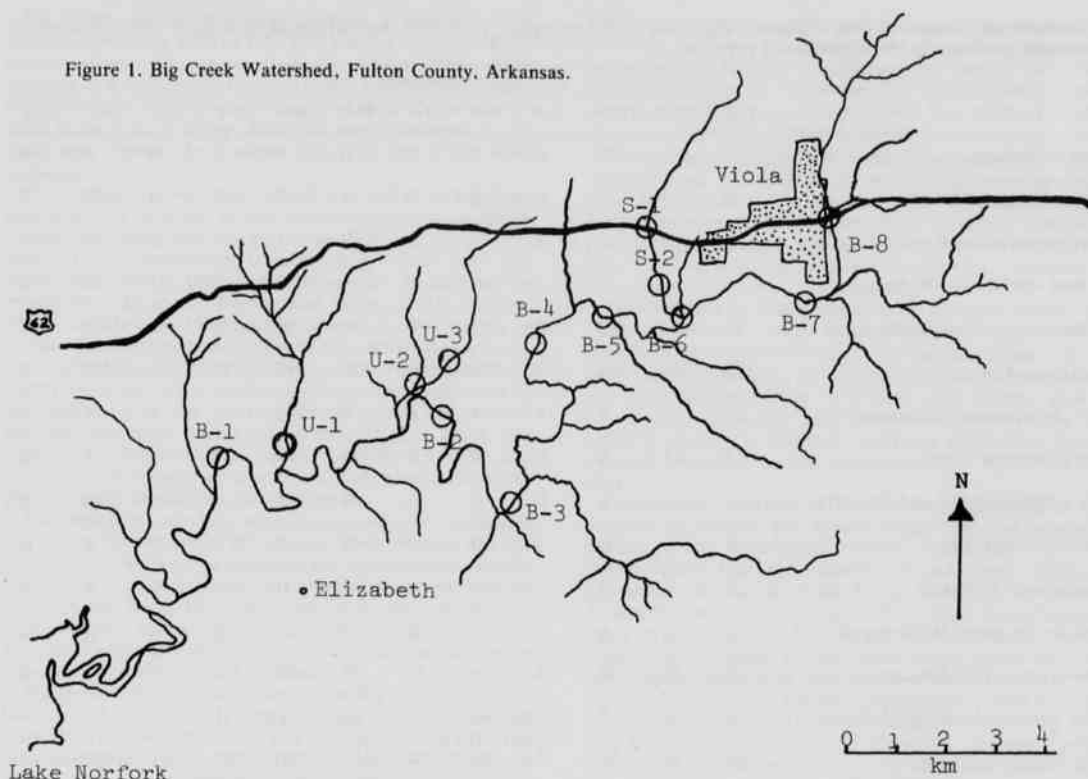 Figure 1. Big Creek Watershed, Fulton County, Arkansas.
Viola
S-1
B-8
S-2
62
B-4
B-5
B-6
B-7
U-3
U-2
B-1
U-1
B-2
B-3
N
Elizabeth
0 1 2 3 4
km
Lake Norfork